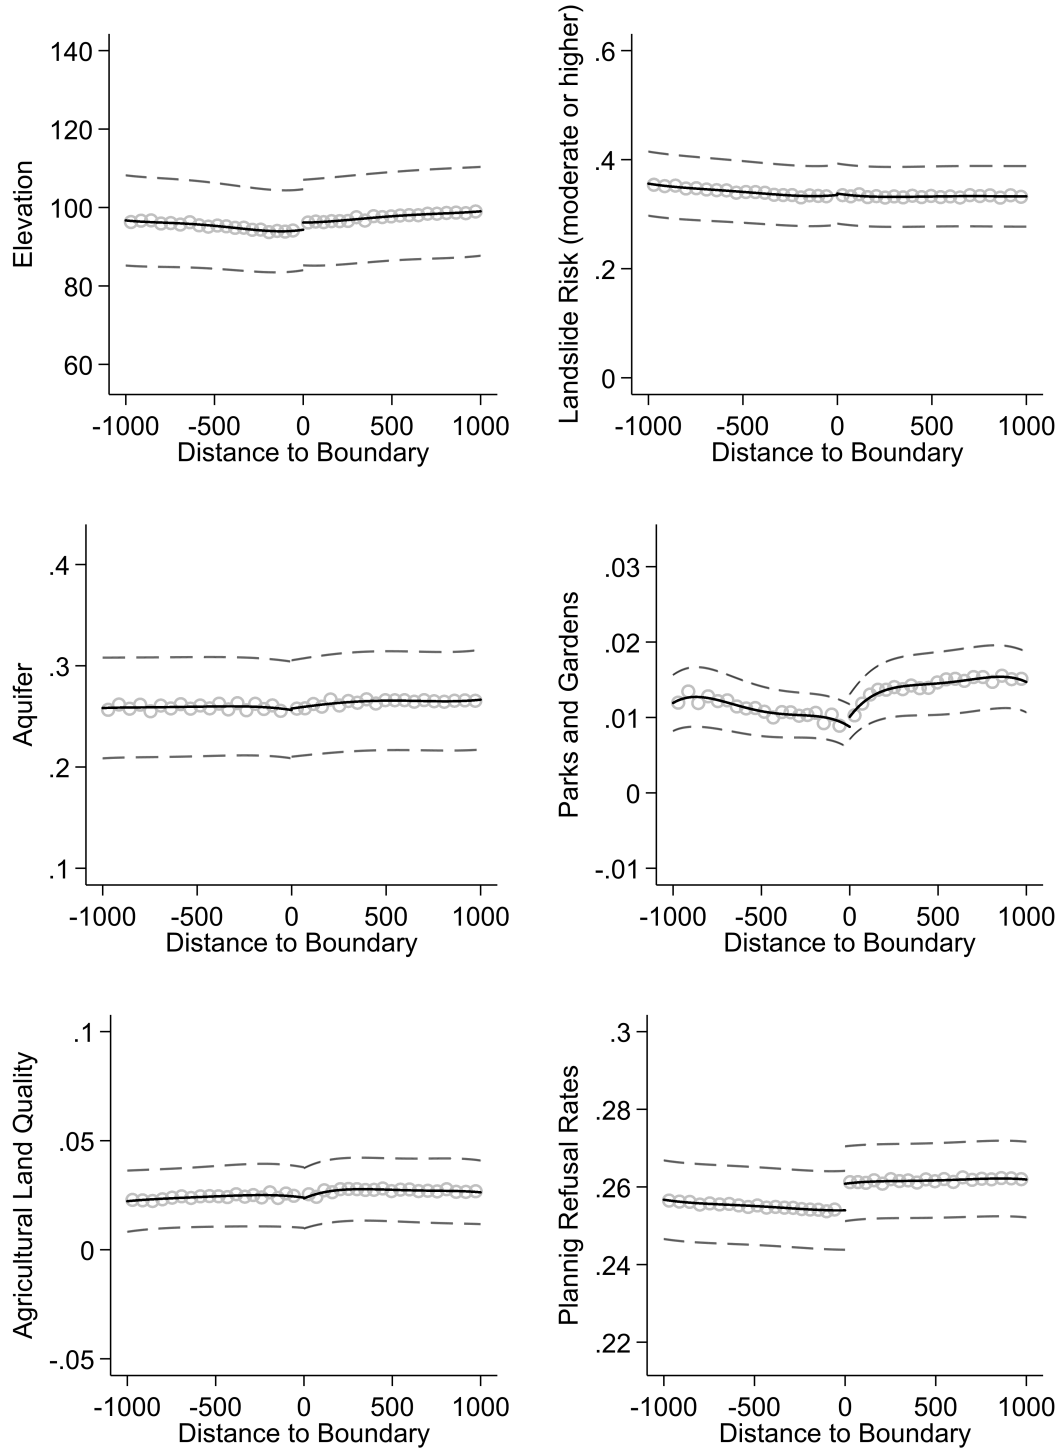 Elevation
140
120
100
80
60
-1000 -500 0 500 1000
Distance to Boundary
Landslide Risk (moderate or higher)
.6
.4
.2
0
-1000 -500 0 500 1000
Distance to Boundary
Aquifer
.4
.3
.2
.1
-1000 -500 0 500 1000
Distance to Boundary
Parks and Gardens
.03
.02
.01
0
-.01
-1000 -500 0 500 1000
Distance to Boundary
Agricultural Land Quality
.1
.05
0
-.05
-1000 -500 0 500 1000
Distance to Boundary
Plannig Refusal Rates
.3
.28
.26
.24
.22
-1000 -500 0 500 1000
Distance to Boundary